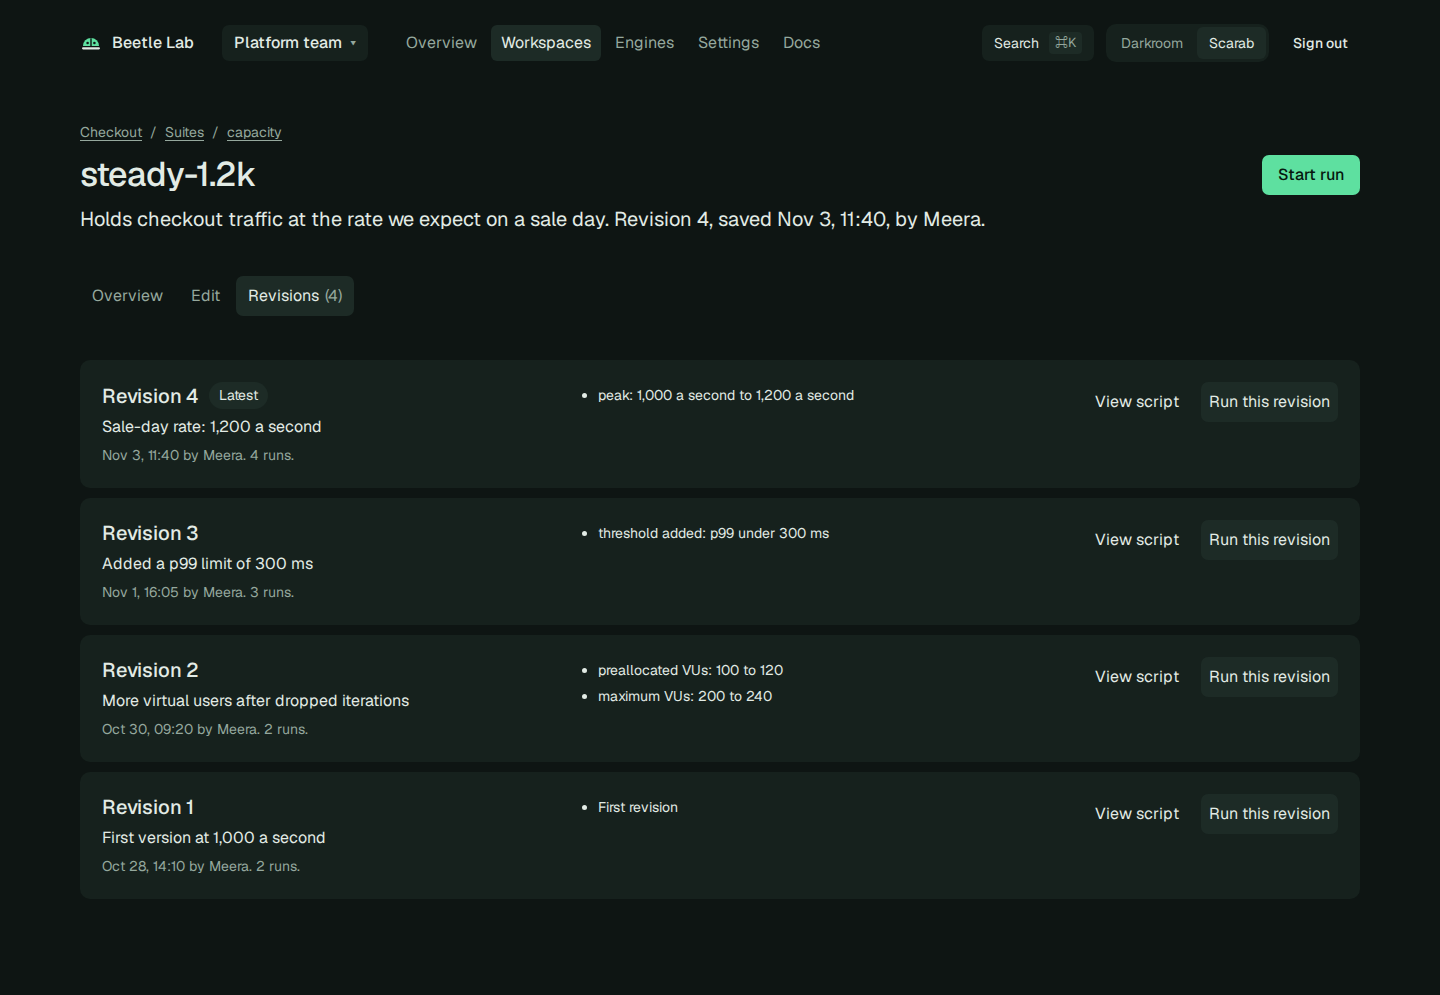 Beetle Lab
Platform team
Overview
Workspaces
Engines
Settings
Docs
Search ⌘K
Darkroom
Scarab
Sign out
Checkout / Suites / capacity
steady-1.2k
Start run
Holds checkout traffic at the rate we expect on a sale day. Revision 4, saved Nov 3, 11:40, by Meera.
Overview
Edit
Revisions (4)
Revision 4 Latest
Sale-day rate: 1,200 a second
Nov 3, 11:40 by Meera. 4 runs.
• peak: 1,000 a second to 1,200 a second
View script
Run this revision
Revision 3
Added a p99 limit of 300 ms
Nov 1, 16:05 by Meera. 3 runs.
• threshold added: p99 under 300 ms
View script
Run this revision
Revision 2
More virtual users after dropped iterations
Oct 30, 09:20 by Meera. 2 runs.
• preallocated VUs: 100 to 120
• maximum VUs: 200 to 240
View script
Run this revision
Revision 1
First version at 1,000 a second
Oct 28, 14:10 by Meera. 2 runs.
• First revision
View script
Run this revision